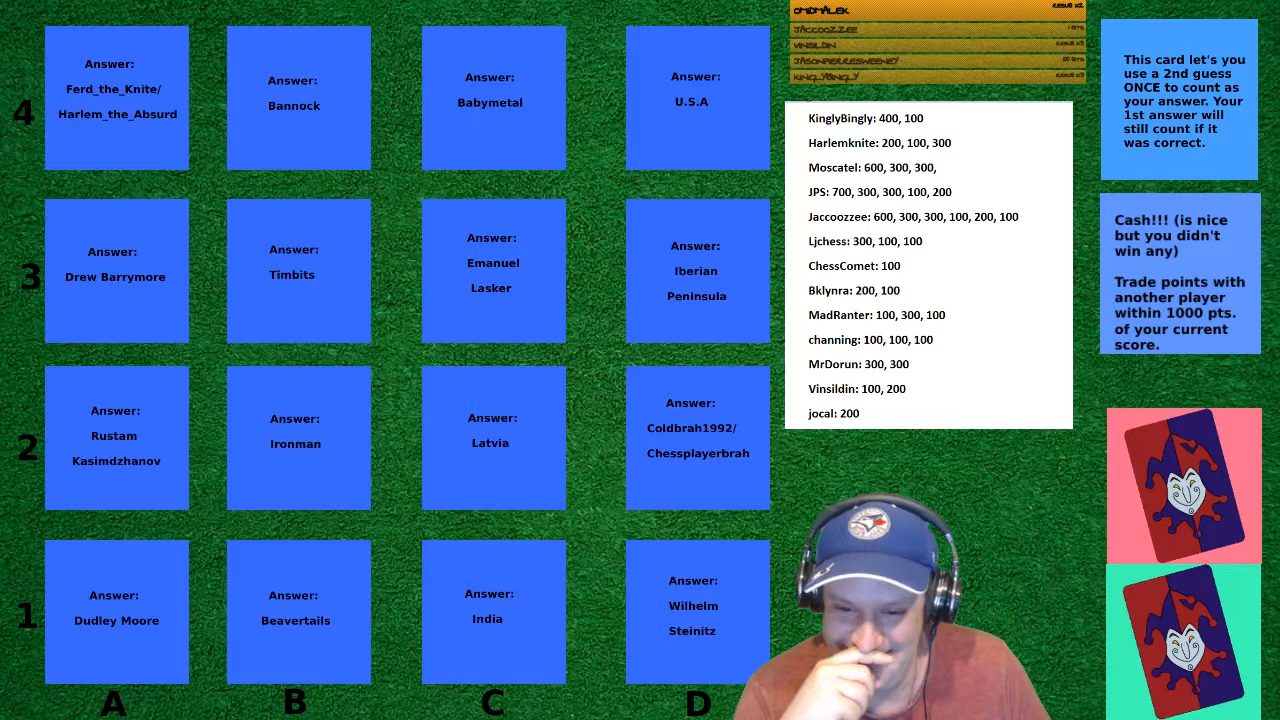 4
Answer:
Ferd_the_Knite/
Harlem_the_Absurd
Answer:
Bannock
Answer:
Babymetal
Answer:
U.S.A
3
Answer:
Drew Barrymore
Answer:
Timbits
Answer:
Emanuel
Lasker
Answer:
Iberian
Peninsula
2
Answer:
Rustam
Kasimdzhanov
Answer:
Ironman
Answer:
Latvia
Answer:
Coldbrah1992/
Chessplayerbrah
1
Answer:
Dudley Moore
Answer:
Beavertails
Answer:
India
Answer:
Wilhelm
Steinitz
A B C D
OMIDMALEK
JACCOOZZEE
VINSILDIN
JASONPIERRESWEENEY
KINGLYBINGLY
KinglyBingly: 400, 100
Harlemknite: 200, 100, 300
Moscatel: 600, 300, 300,
JPS: 700, 300, 300, 100, 200
Jaccoozzee: 600, 300, 300, 100, 200, 100
Ljchess: 300, 100, 100
ChessComet: 100
Bklynra: 200, 100
MadRanter: 100, 300, 100
channing: 100, 100, 100
MrDorun: 300, 300
Vinsildin: 100, 200
jocal: 200
This card let's you
use a 2nd guess
ONCE to count as
your answer. Your
1st answer will
still count if it
was correct.
Cash!!! (is nice
but you didn't
win any)
Trade points with
another player
within 1000 pts.
of your current
score.